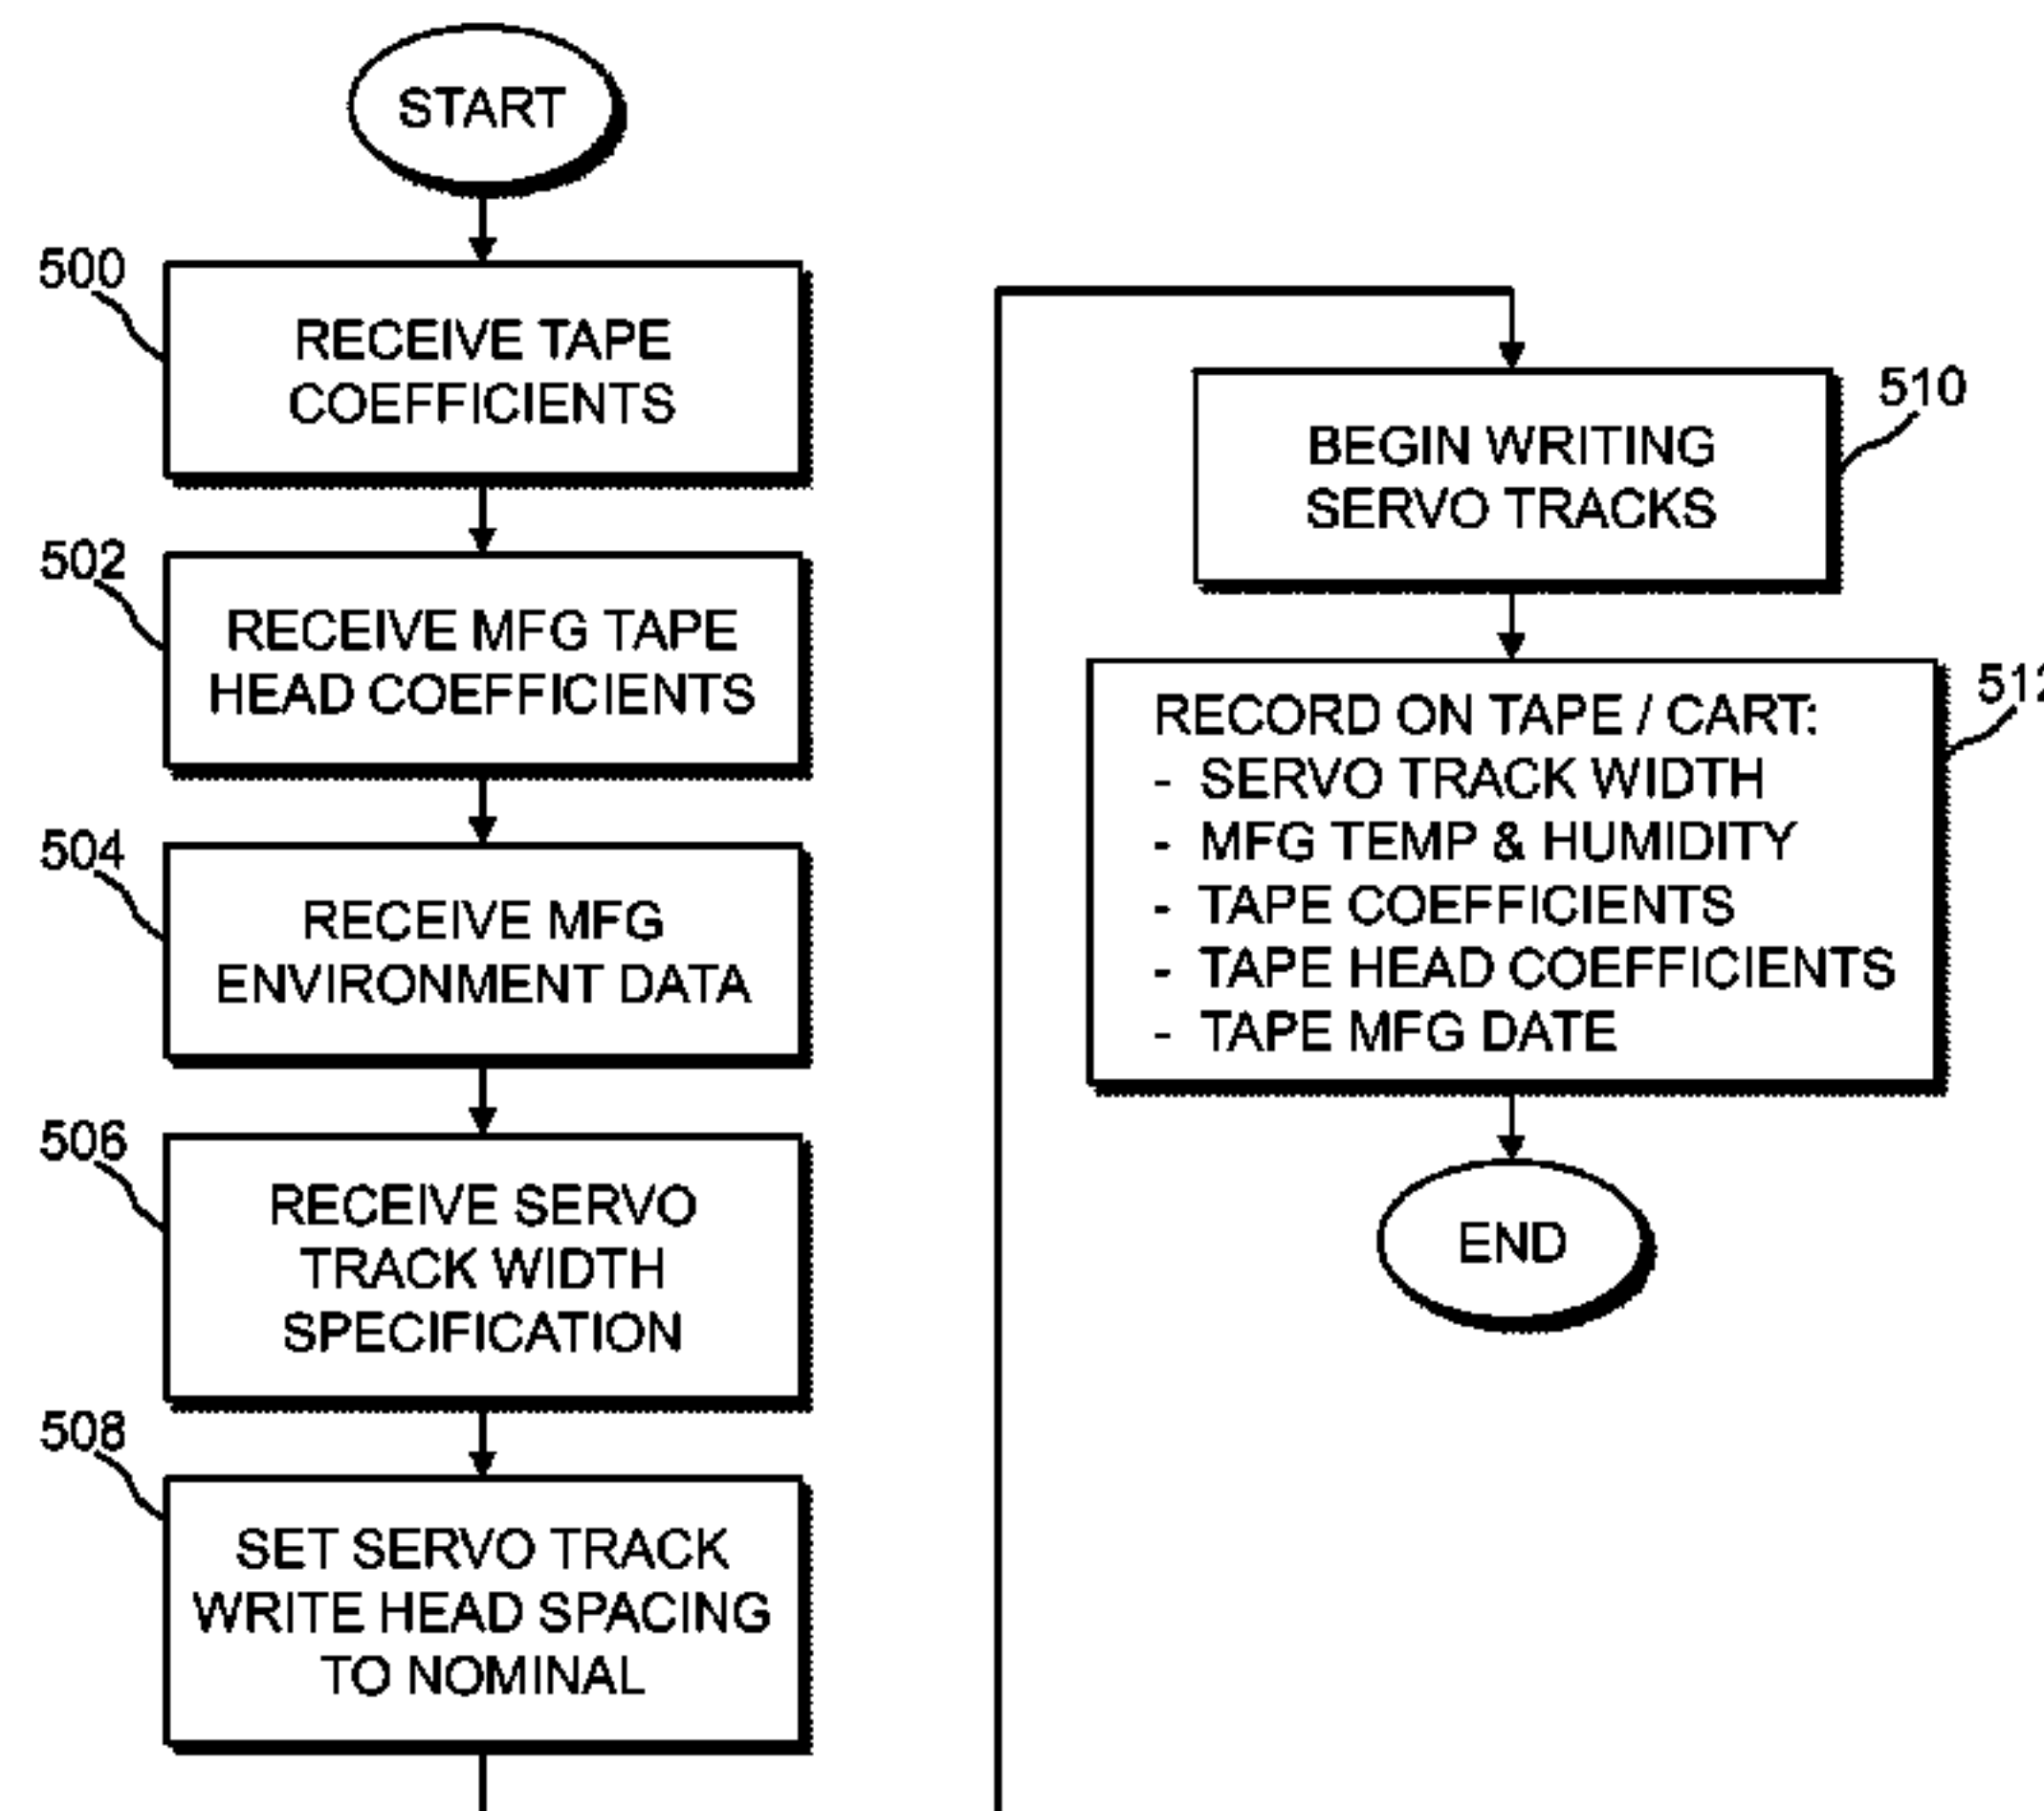 START
500
RECEIVE TAPE
COEFFICIENTS
502
RECEIVE MFG TAPE
HEAD COEFFICIENTS
504
RECEIVE MFG
ENVIRONMENT DATA
506
RECEIVE SERVO
TRACK WIDTH
SPECIFICATION
508
SET SERVO TRACK
WRITE HEAD SPACING
TO NOMINAL
510
BEGIN WRITING
SERVO TRACKS
512
RECORD ON TAPE / CART:
- SERVO TRACK WIDTH
- MFG TEMP & HUMIDITY
- TAPE COEFFICIENTS
- TAPE HEAD COEFFICIENTS
- TAPE MFG DATE
END